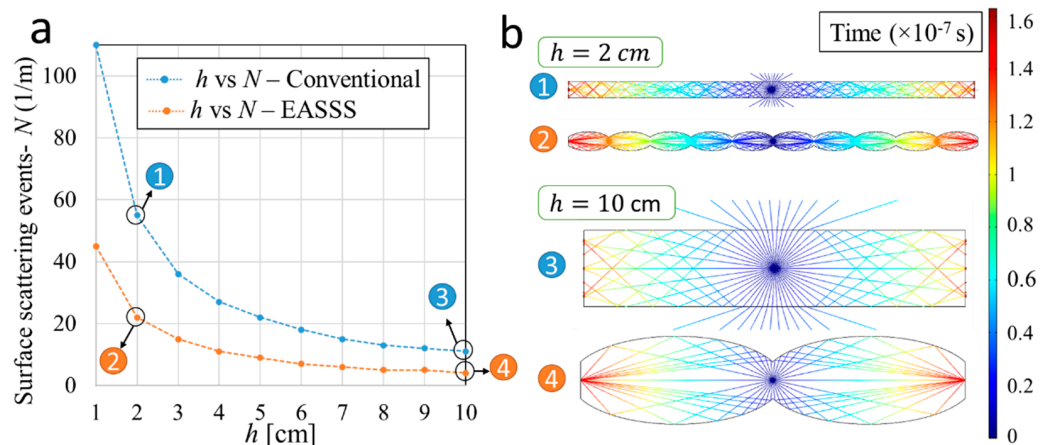 a
Surface scattering events- N (1/m)
100
80
60
40
20
0
h vs N – Conventional
h vs N – EASSS
1
2
3
4
1 2 3 4 5 6 7 8 9 10
h [cm]
b
Time (×10⁻⁷ s)
h = 2 cm
1
2
h = 10 cm
3
4
1.6
1.4
1.2
1
0.8
0.6
0.4
0.2
0